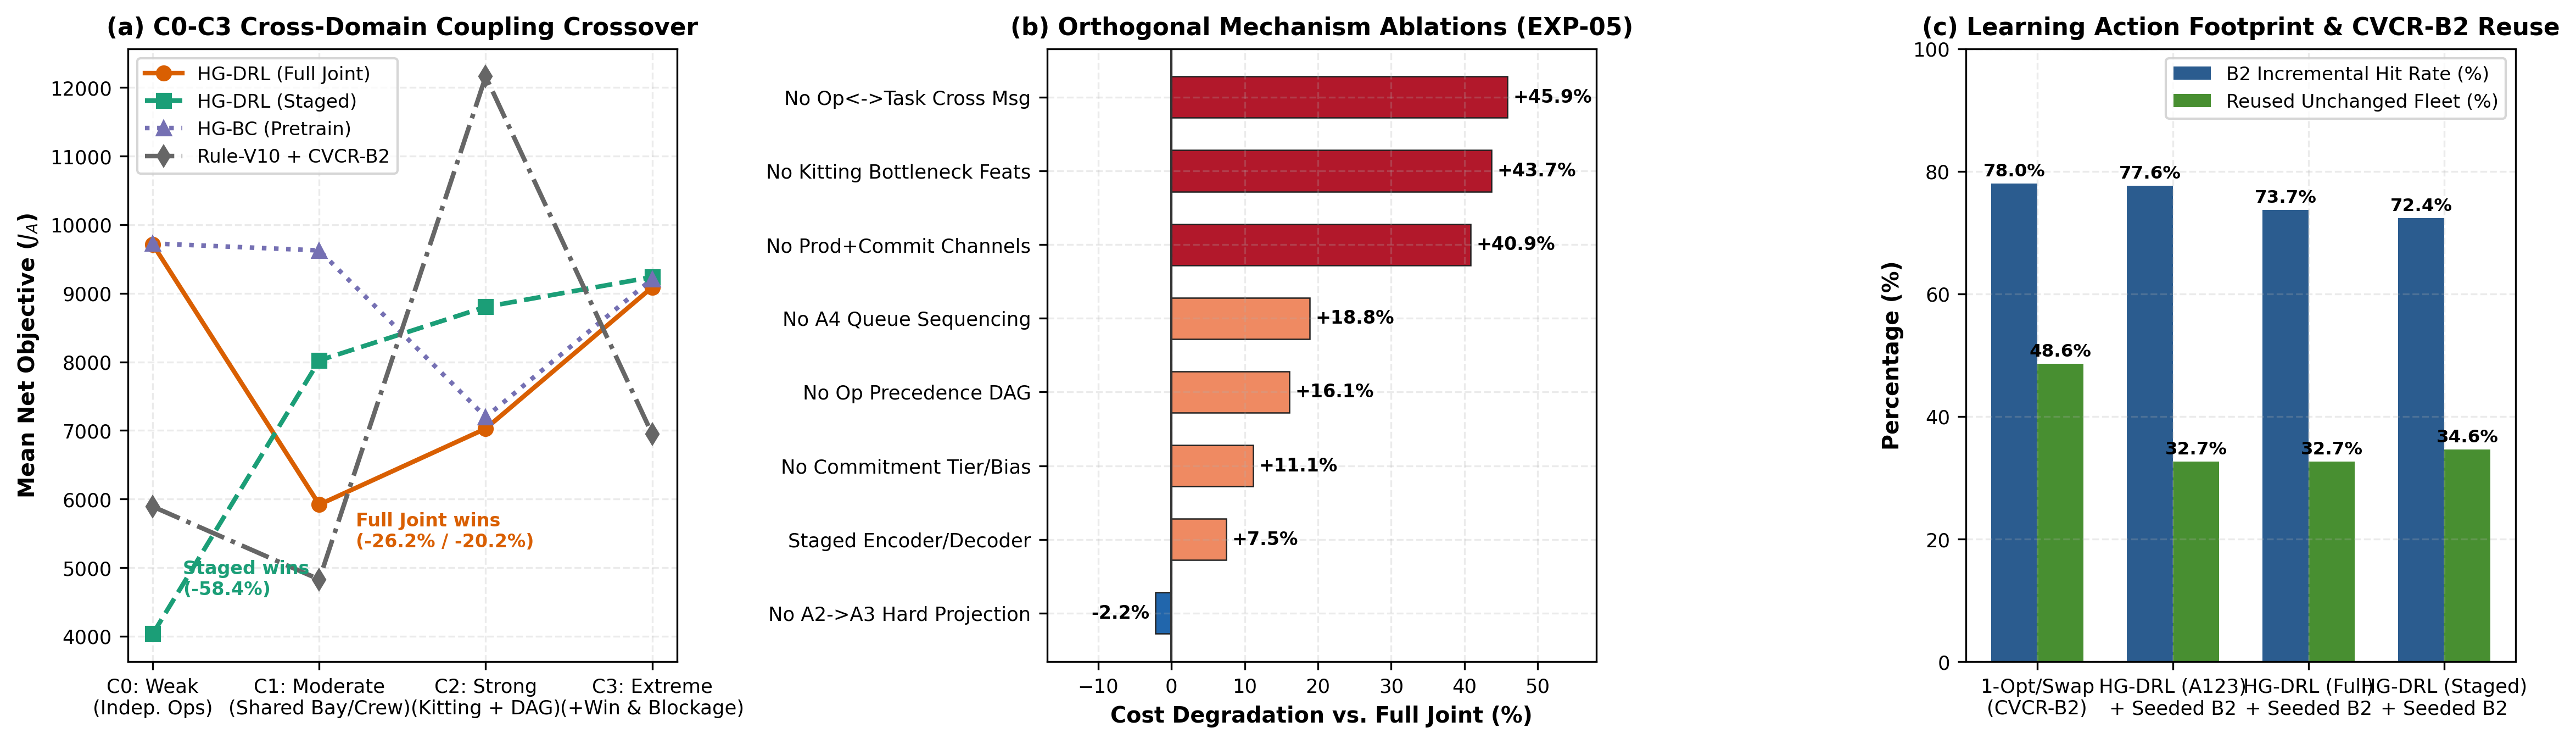 (a) C0-C3 Cross-Domain Coupling Crossover
HG-DRL (Full Joint)
HG-DRL (Staged)
HG-BC (Pretrain)
Rule-V10 + CVCR-B2
Mean Net Objective (J_A)
12000
11000
10000
9000
8000
7000
6000
5000
4000
Full Joint wins
(-26.2% / -20.2%)
Staged wins
(-58.4%)
C0: Weak
(Indep. Ops)
C1: Moderate
(Shared Bay/Crew)
C2: Strong
(Kitting + DAG)
C3: Extreme
(+Win & Blockage)
(b) Orthogonal Mechanism Ablations (EXP-05)
No Op<->Task Cross Msg
+45.9%
No Kitting Bottleneck Feats
+43.7%
No Prod+Commit Channels
+40.9%
No A4 Queue Sequencing
+18.8%
No Op Precedence DAG
+16.1%
No Commitment Tier/Bias
+11.1%
Staged Encoder/Decoder
+7.5%
No A2->A3 Hard Projection
-2.2%
−10
0
10
20
30
40
50
Cost Degradation vs. Full Joint (%)
(c) Learning Action Footprint & CVCR-B2 Reuse
B2 Incremental Hit Rate (%)
Reused Unchanged Fleet (%)
Percentage (%)
100
80
60
40
20
0
78.0%
48.6%
77.6%
32.7%
73.7%
32.7%
72.4%
34.6%
1-Opt/Swap
(CVCR-B2)
HG-DRL (A123)
+ Seeded B2
HG-DRL (Full)
+ Seeded B2
HG-DRL (Staged)
+ Seeded B2